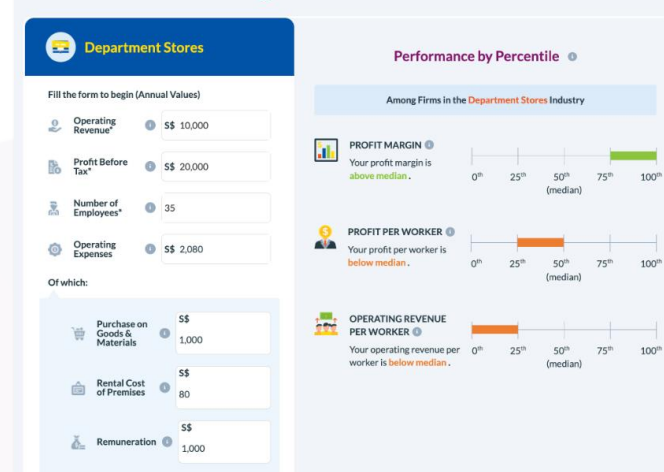 Department Stores
Fill the form to begin (Annual Values)
Operating
Revenue*
S$ 10,000
Profit Before
Tax*
S$ 20,000
Number of
Employees*
35
Operating
Expenses
S$ 2,080
Of which:
Purchase on
Goods &
Materials
S$
1,000
Rental Cost
of Premises
S$
80
Remuneration
S$
1,000
Performance by Percentile
Among Firms in the Department Stores Industry
PROFIT MARGIN
Your profit margin is
above median .
0th 25th 50th 75th 100th
(median)
PROFIT PER WORKER
Your profit per worker is
below median .
0th 25th 50th 75th 100th
(median)
OPERATING REVENUE
PER WORKER
Your operating revenue per
worker is below median .
0th 25th 50th 75th 100th
(median)